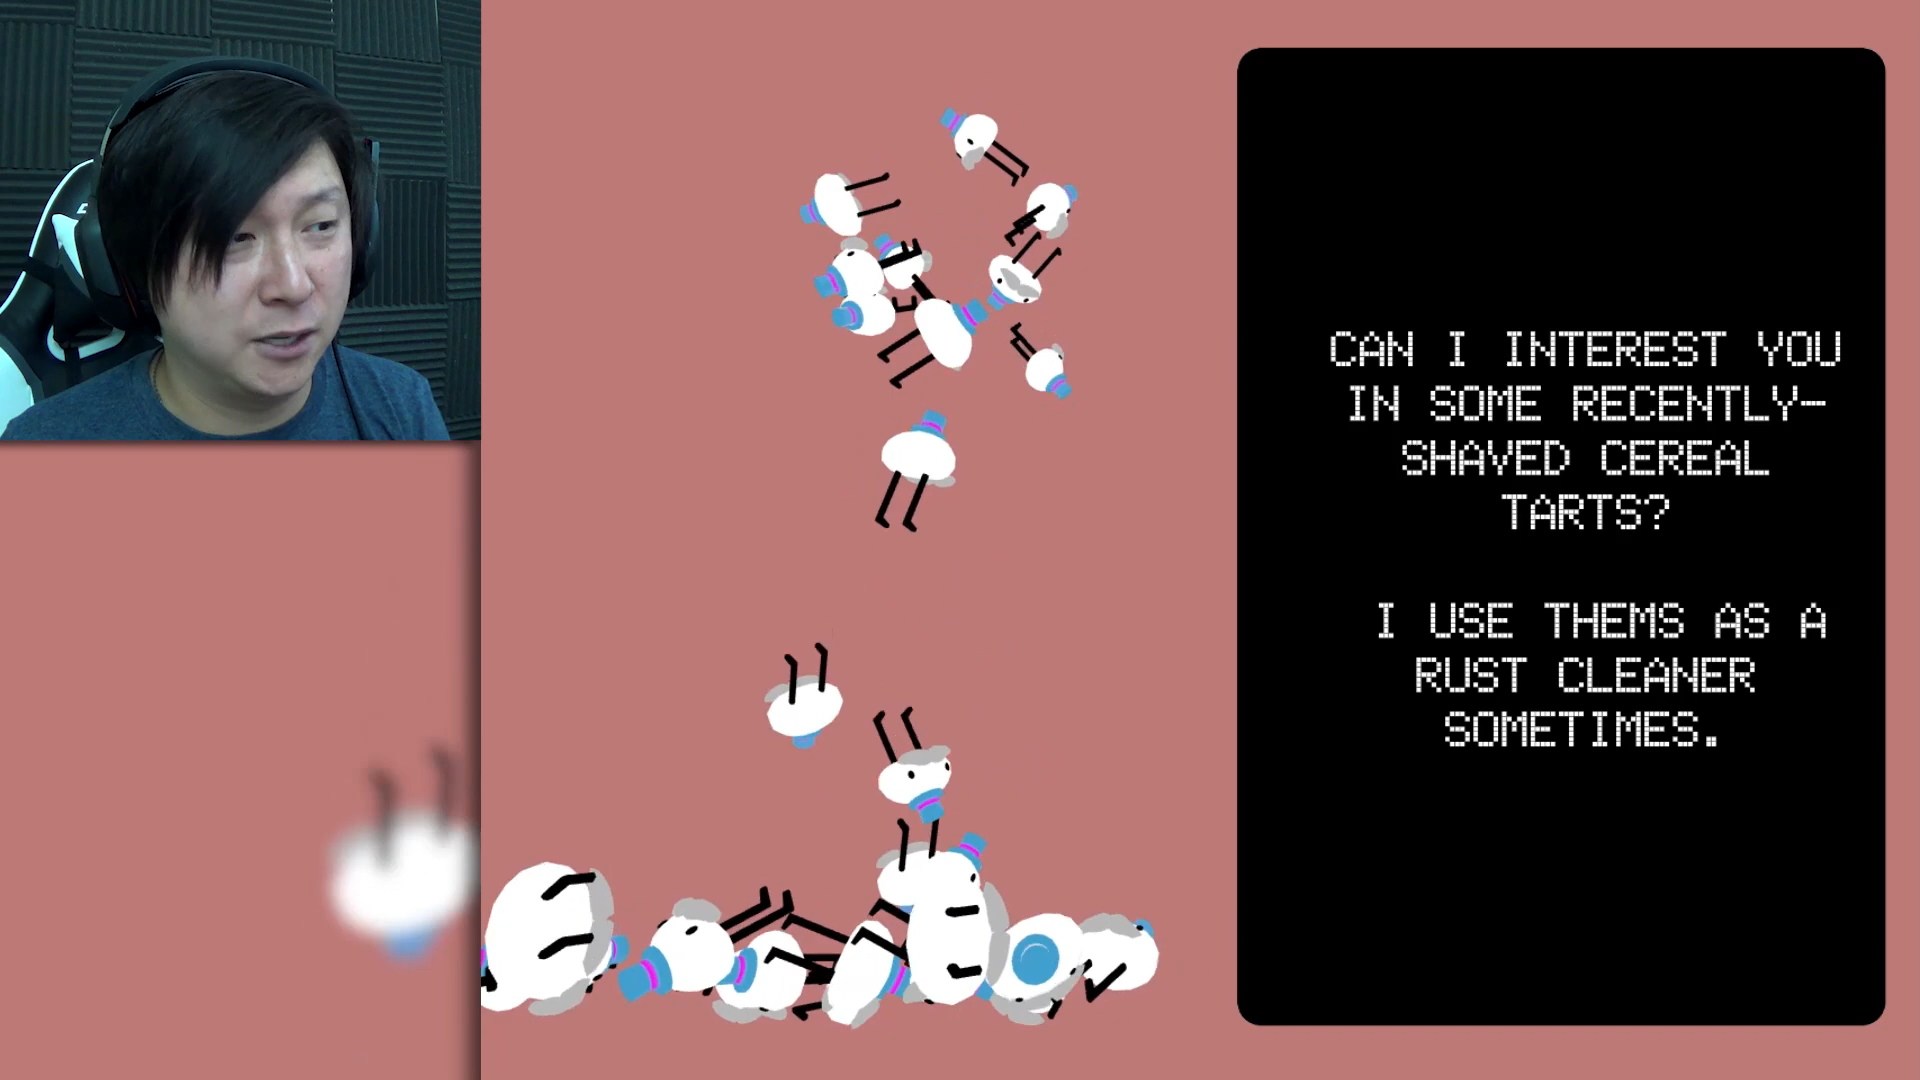 CAN I INTEREST YOU
IN SOME RECENTLY-
SHAVED CEREAL
TARTS?
I USE THEMS AS A
RUST CLEANER
SOMETIMES.